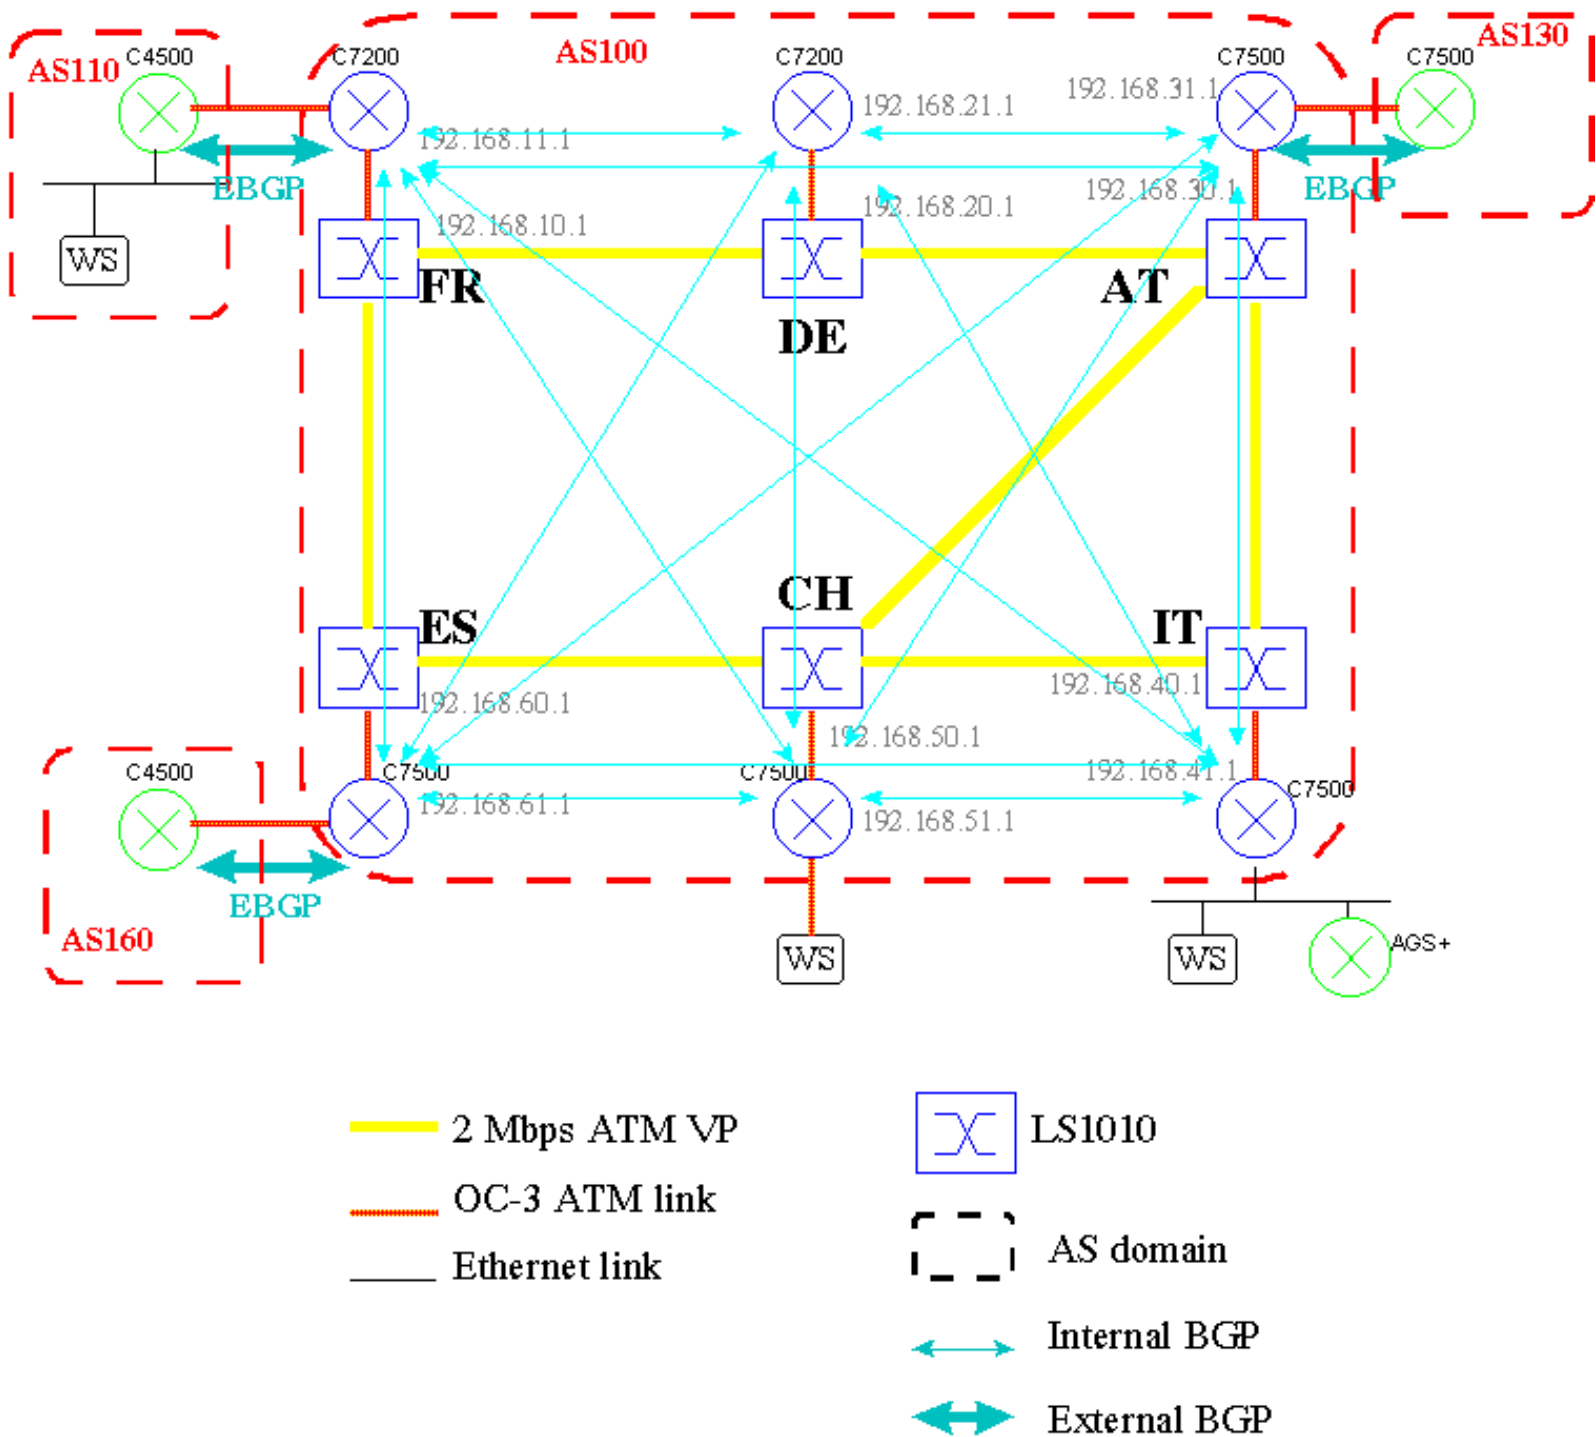 AS110
C4500
C7200
AS100
C7200
C7500
AS130
C7500
192.168.21.1
192.168.31.1
192.168.11.1
EBGP
192.168.30.1
EBGP
192.168.10.1
192.168.20.1
WS
FR
DE
AT
ES
CH
IT
192.168.60.1
192.168.40.1
192.168.50.1
C4500
C7500
C7500
192.168.41.1
C7500
192.168.61.1
192.168.51.1
EBGP
AS160
WS
WS
AGS+
2 Mbps ATM VP
LS1010
OC-3 ATM link
AS domain
Ethernet link
Internal BGP
External BGP